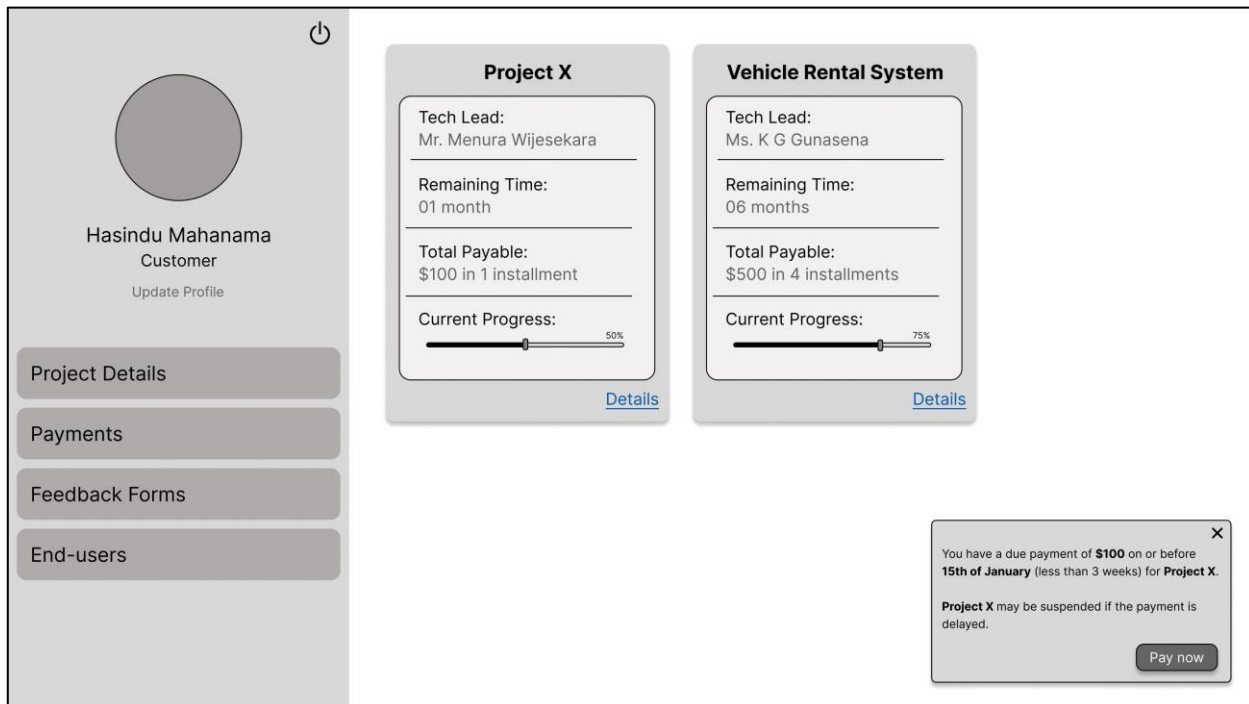 Hasindu Mahanama
Customer
Update Profile
Project Details
Payments
Feedback Forms
End-users
Project X
Tech Lead:
Mr. Menura Wijesekara
Remaining Time:
01 month
Total Payable:
$100 in 1 installment
Current Progress:
50%
Details
Vehicle Rental System
Tech Lead:
Ms. K G Gunasena
Remaining Time:
06 months
Total Payable:
$500 in 4 installments
Current Progress:
75%
Details
You have a due payment of $100 on or before
15th of January (less than 3 weeks) for Project X.
Project X may be suspended if the payment is
delayed.
Pay now